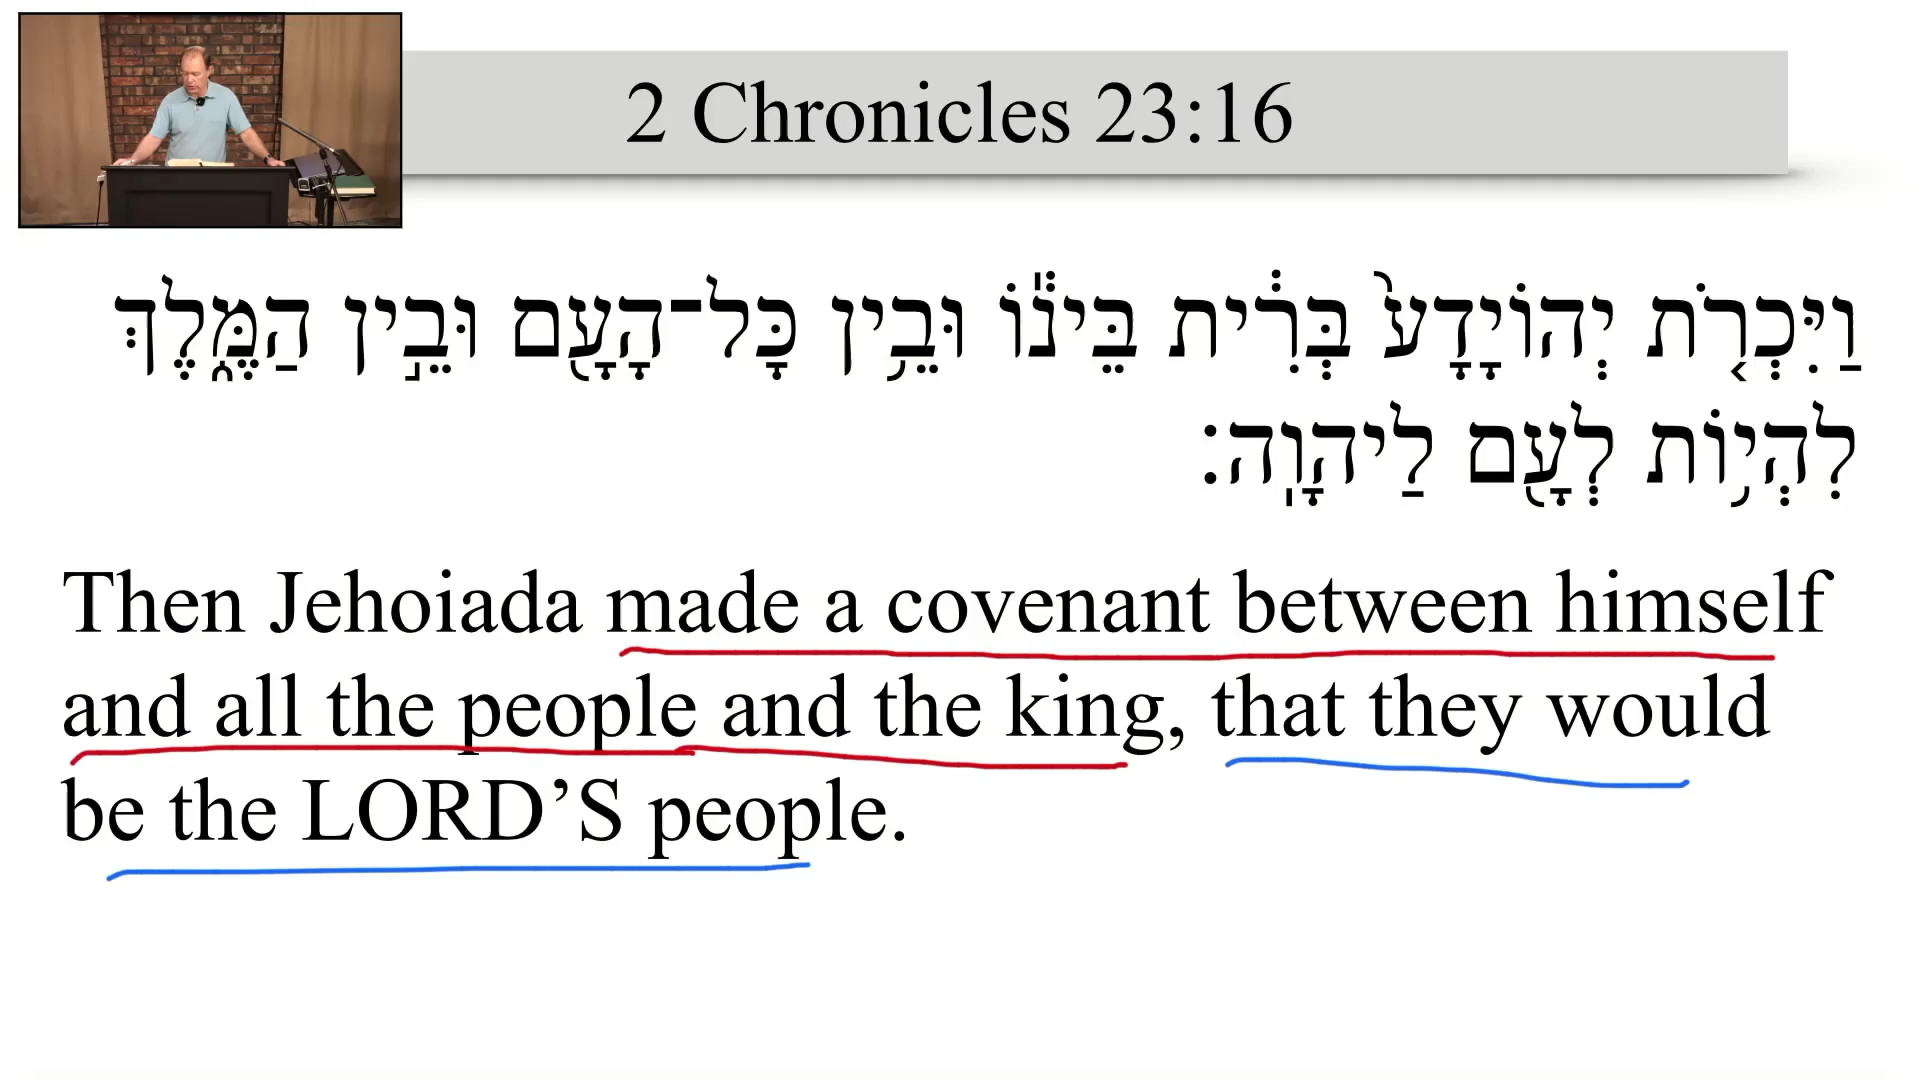 2 Chronicles 23:16
וַיִּכְרֹ֤ת יְהוֹיָדָע֙ בְּרִ֔ית בֵּינ֕וֹ וּבֵ֥ין כָּל־הָעָ֖ם וּבֵ֣ין הַמֶּ֑לֶךְ
לִהְי֥וֹת לְעָ֖ם לַיהוָֽה׃
Then Jehoiada made a covenant between himself
and all the people and the king, that they would
be the LORD’S people.